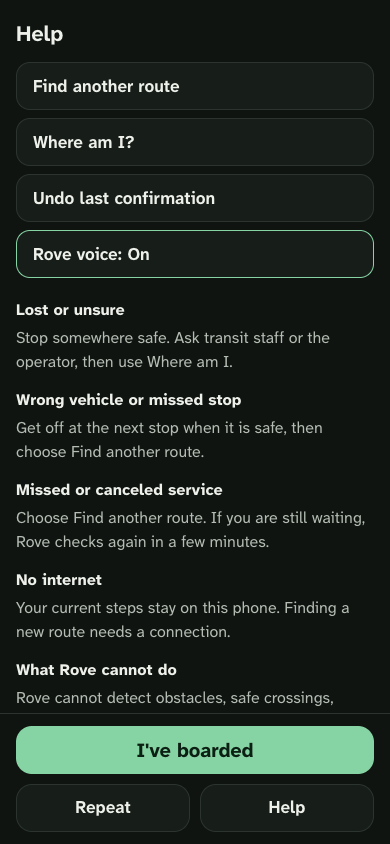 Help
Find another route
Where am I?
Undo last confirmation
Rove voice: On
Lost or unsure
Stop somewhere safe. Ask transit staff or the
operator, then use Where am I.
Wrong vehicle or missed stop
Get off at the next stop when it is safe, then
choose Find another route.
Missed or canceled service
Choose Find another route. If you are still waiting,
Rove checks again in a few minutes.
No internet
Your current steps stay on this phone. Finding a
new route needs a connection.
What Rove cannot do
Rove cannot detect obstacles, safe crossings,
I've boarded
Repeat
Help